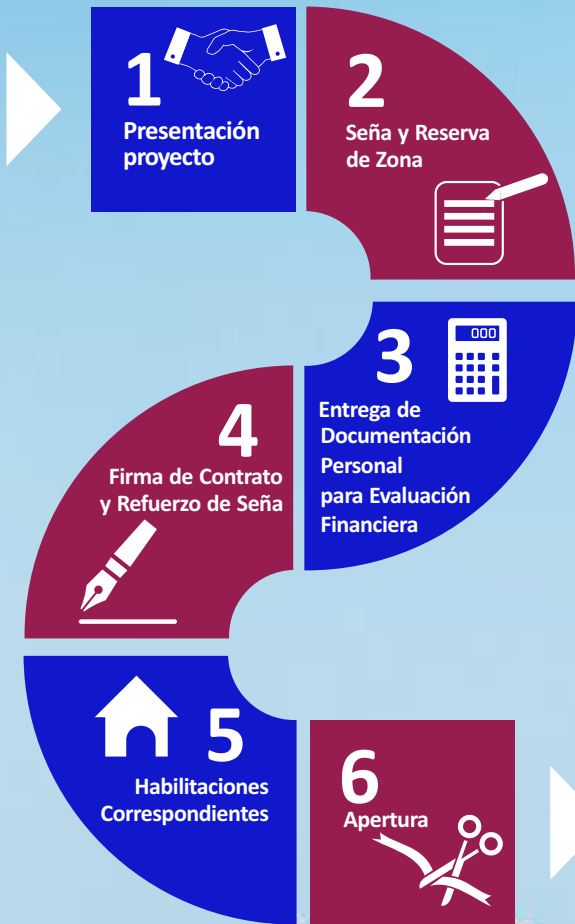 1
Presentación
proyecto
2
Seña y Reserva
de Zona
3
000
Entrega de
Documentación
Personal
para Evaluación
Financiera
4
Firma de Contrato
y Refuerzo de Seña
5
Habilitaciones
Correspondientes
6
Apertura